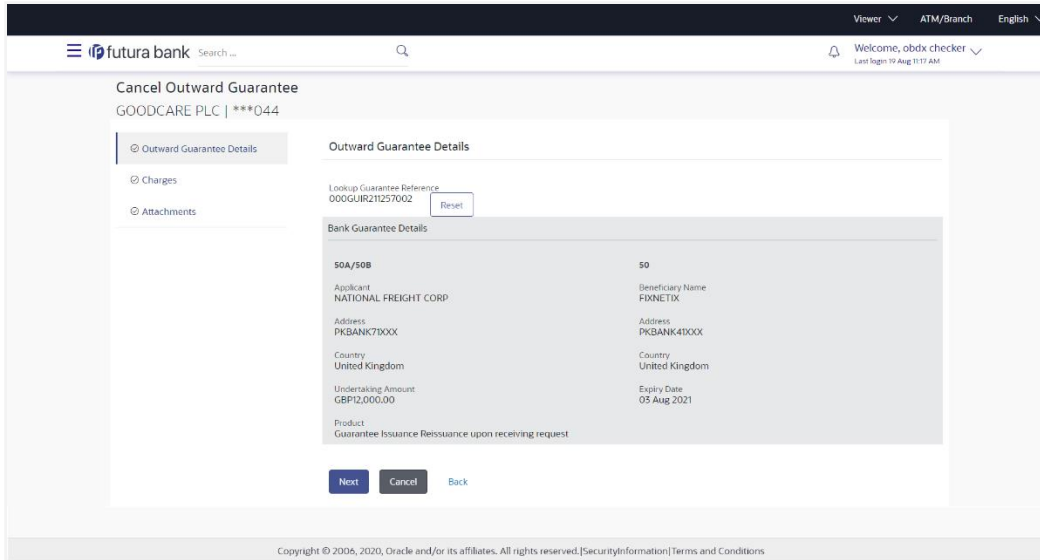 Viewer ATM/Branch English
futura bank Search ... Welcome, obdx checker
Last login 19 Aug 11:17 AM
Cancel Outward Guarantee
GOODCARE PLC | ***044
Outward Guarantee Details
Charges
Attachments
Outward Guarantee Details
Lookup Guarantee Reference
000GUIR211257002
Reset
Bank Guarantee Details
50A/50B 50
Applicant Beneficiary Name
NATIONAL FREIGHT CORP FIXNETIX
Address Address
PKBANK71XXX PKBANK41XXX
Country Country
United Kingdom United Kingdom
Undertaking Amount Expiry Date
GBP12,000.00 03 Aug 2021
Product
Guarantee Issuance Reissuance upon receiving request
Next Cancel Back
Copyright © 2006, 2020, Oracle and/or its affiliates. All rights reserved.|SecurityInformation|Terms and Conditions